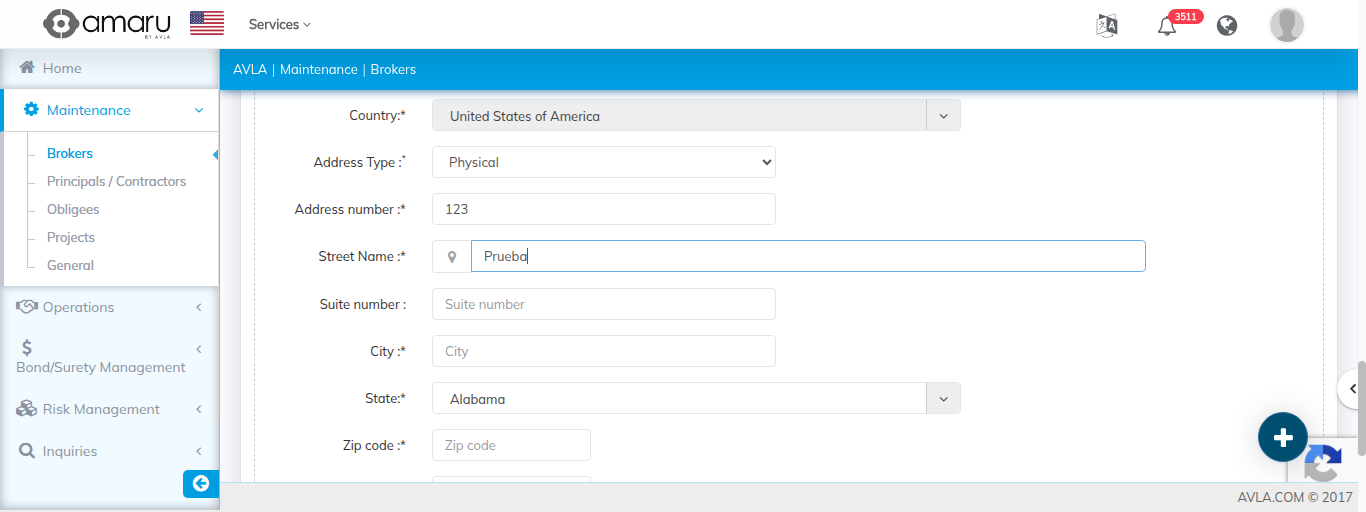 amaru
BY AVLA
Services
3511
Home
AVLA | Maintenance | Brokers
Maintenance
Brokers
Principals / Contractors
Obligees
Projects
General
Operations
Bond/Surety Management
Risk Management
Inquiries
Country:*
United States of America
Address Type :*
Physical
Address number :*
123
Street Name :*
Prueba
Suite number :
Suite number
City :*
City
State:*
Alabama
Zip code :*
Zip code
AVLA.COM © 2017